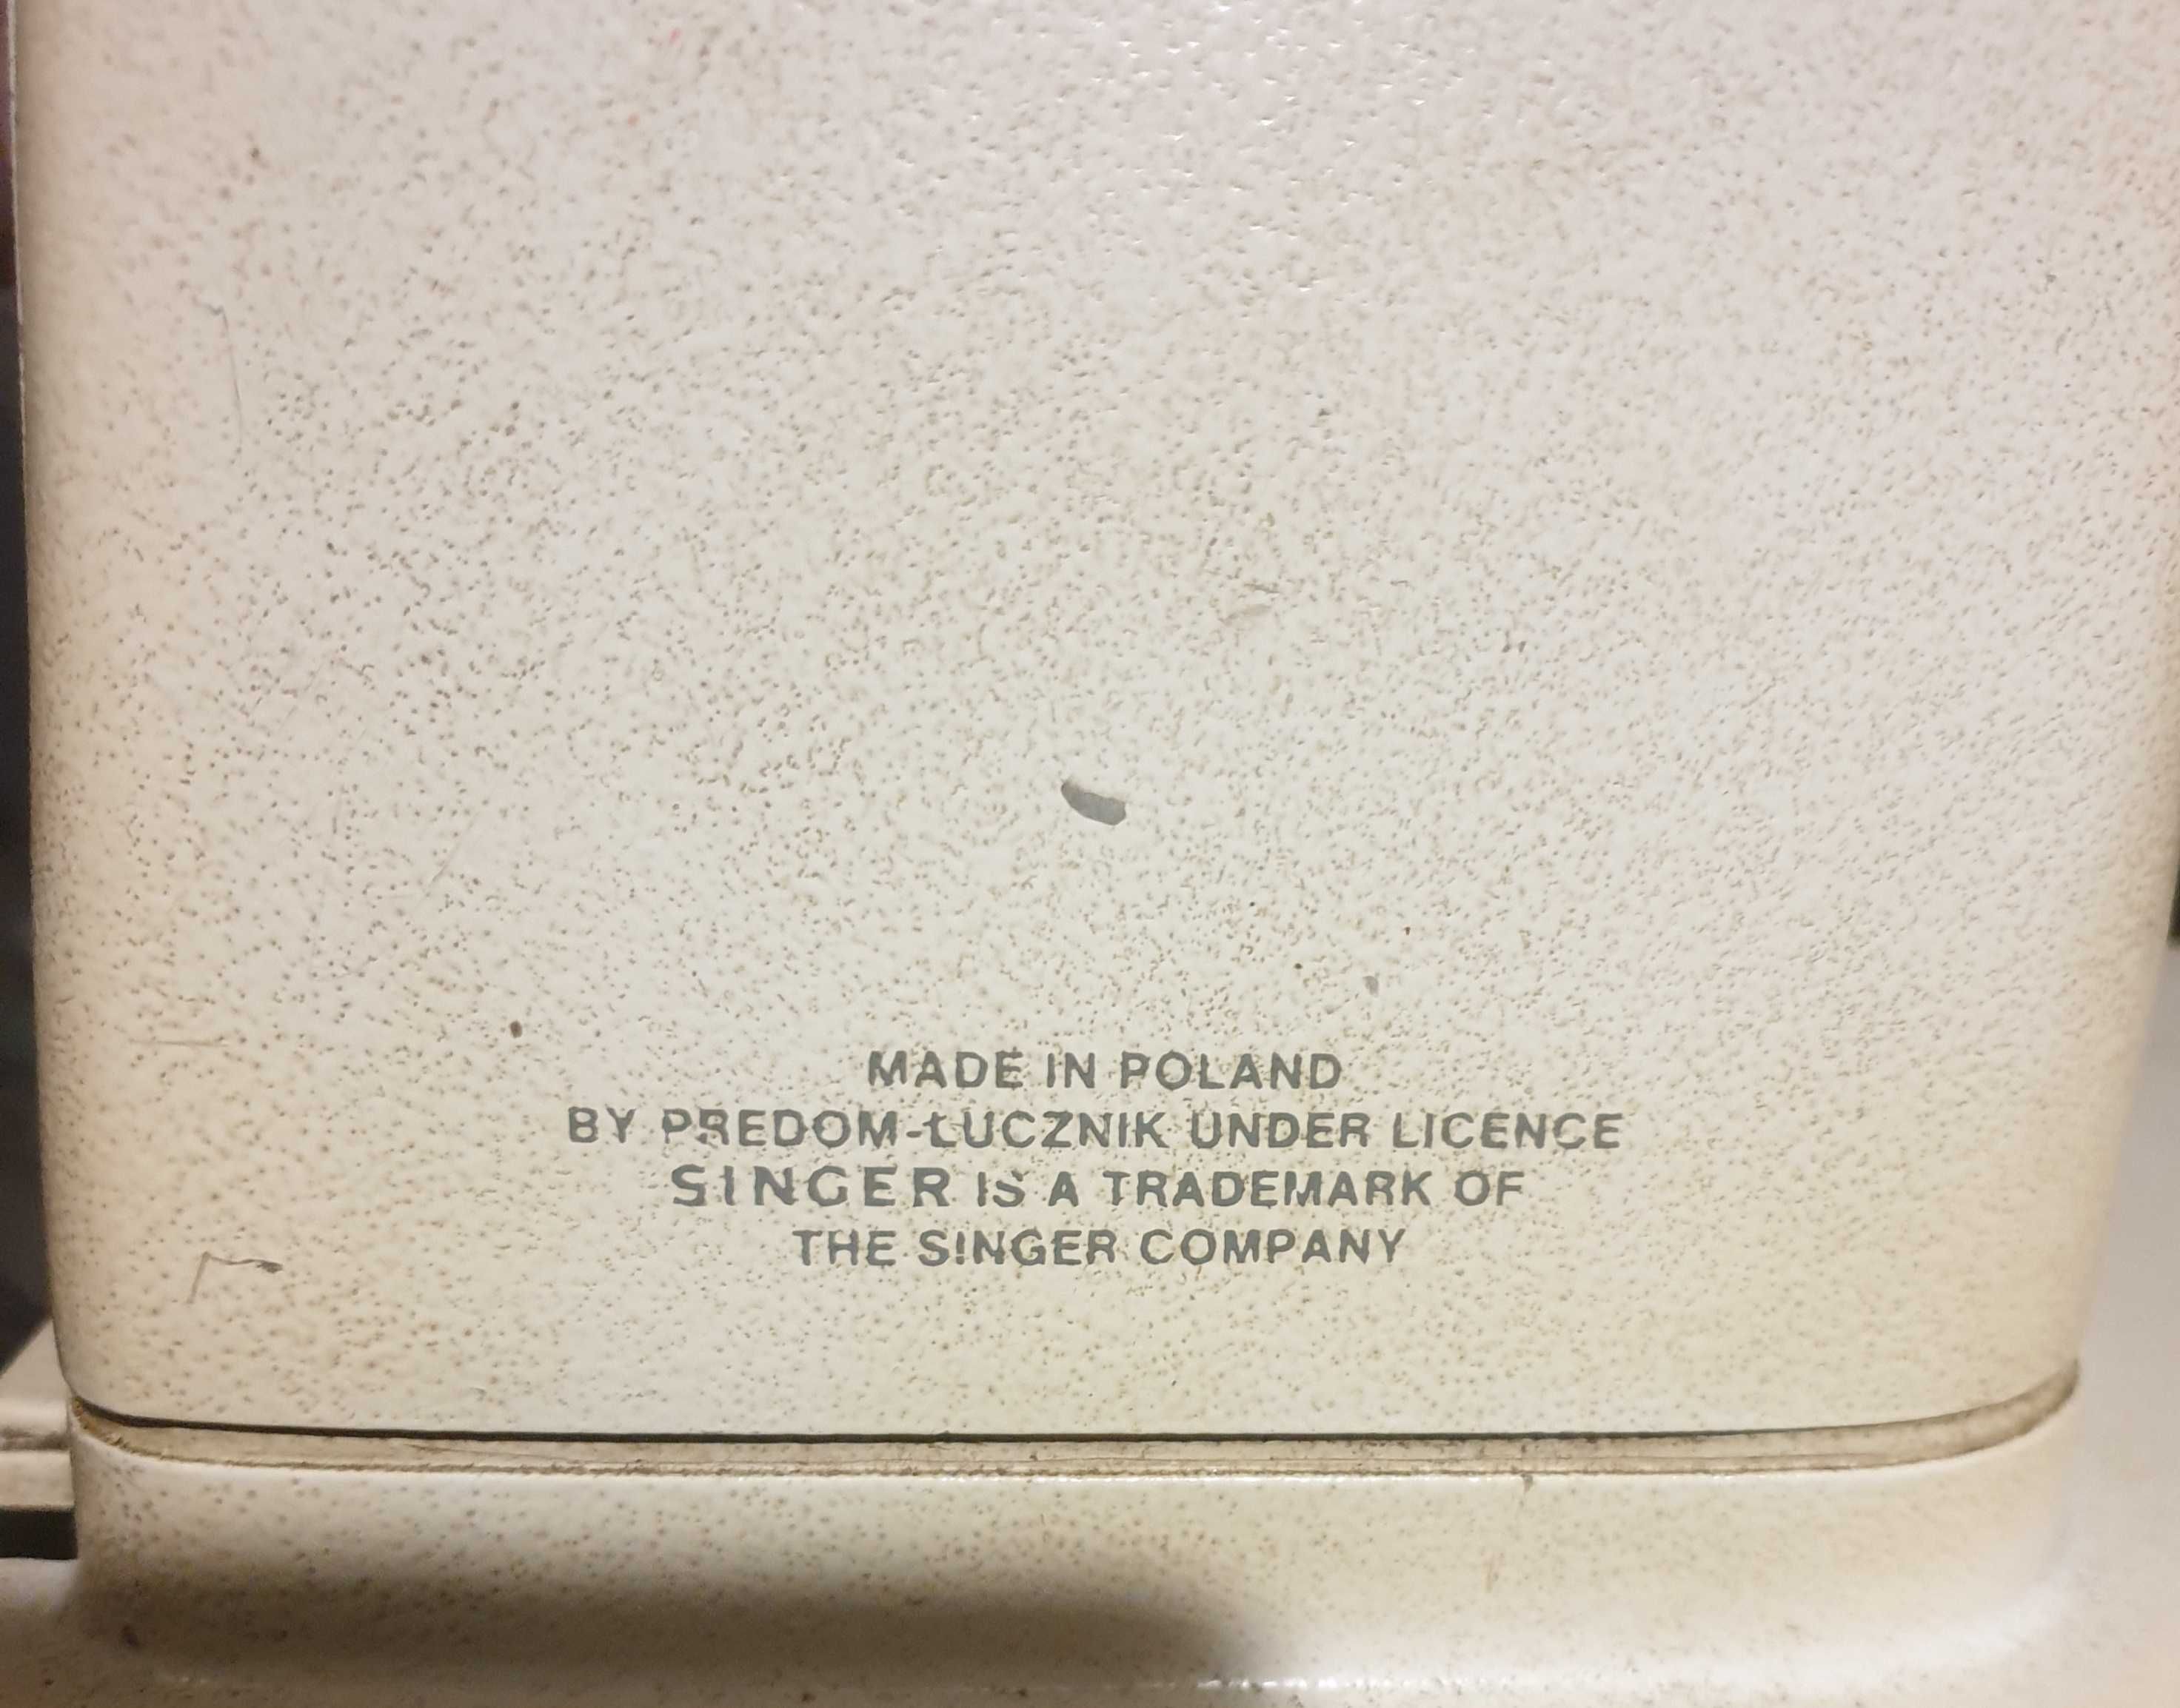 MADE IN POLAND
BY PREDOM-ŁUCZNIK UNDER LICENCE
SINGER IS A TRADEMARK OF
THE SINGER COMPANY